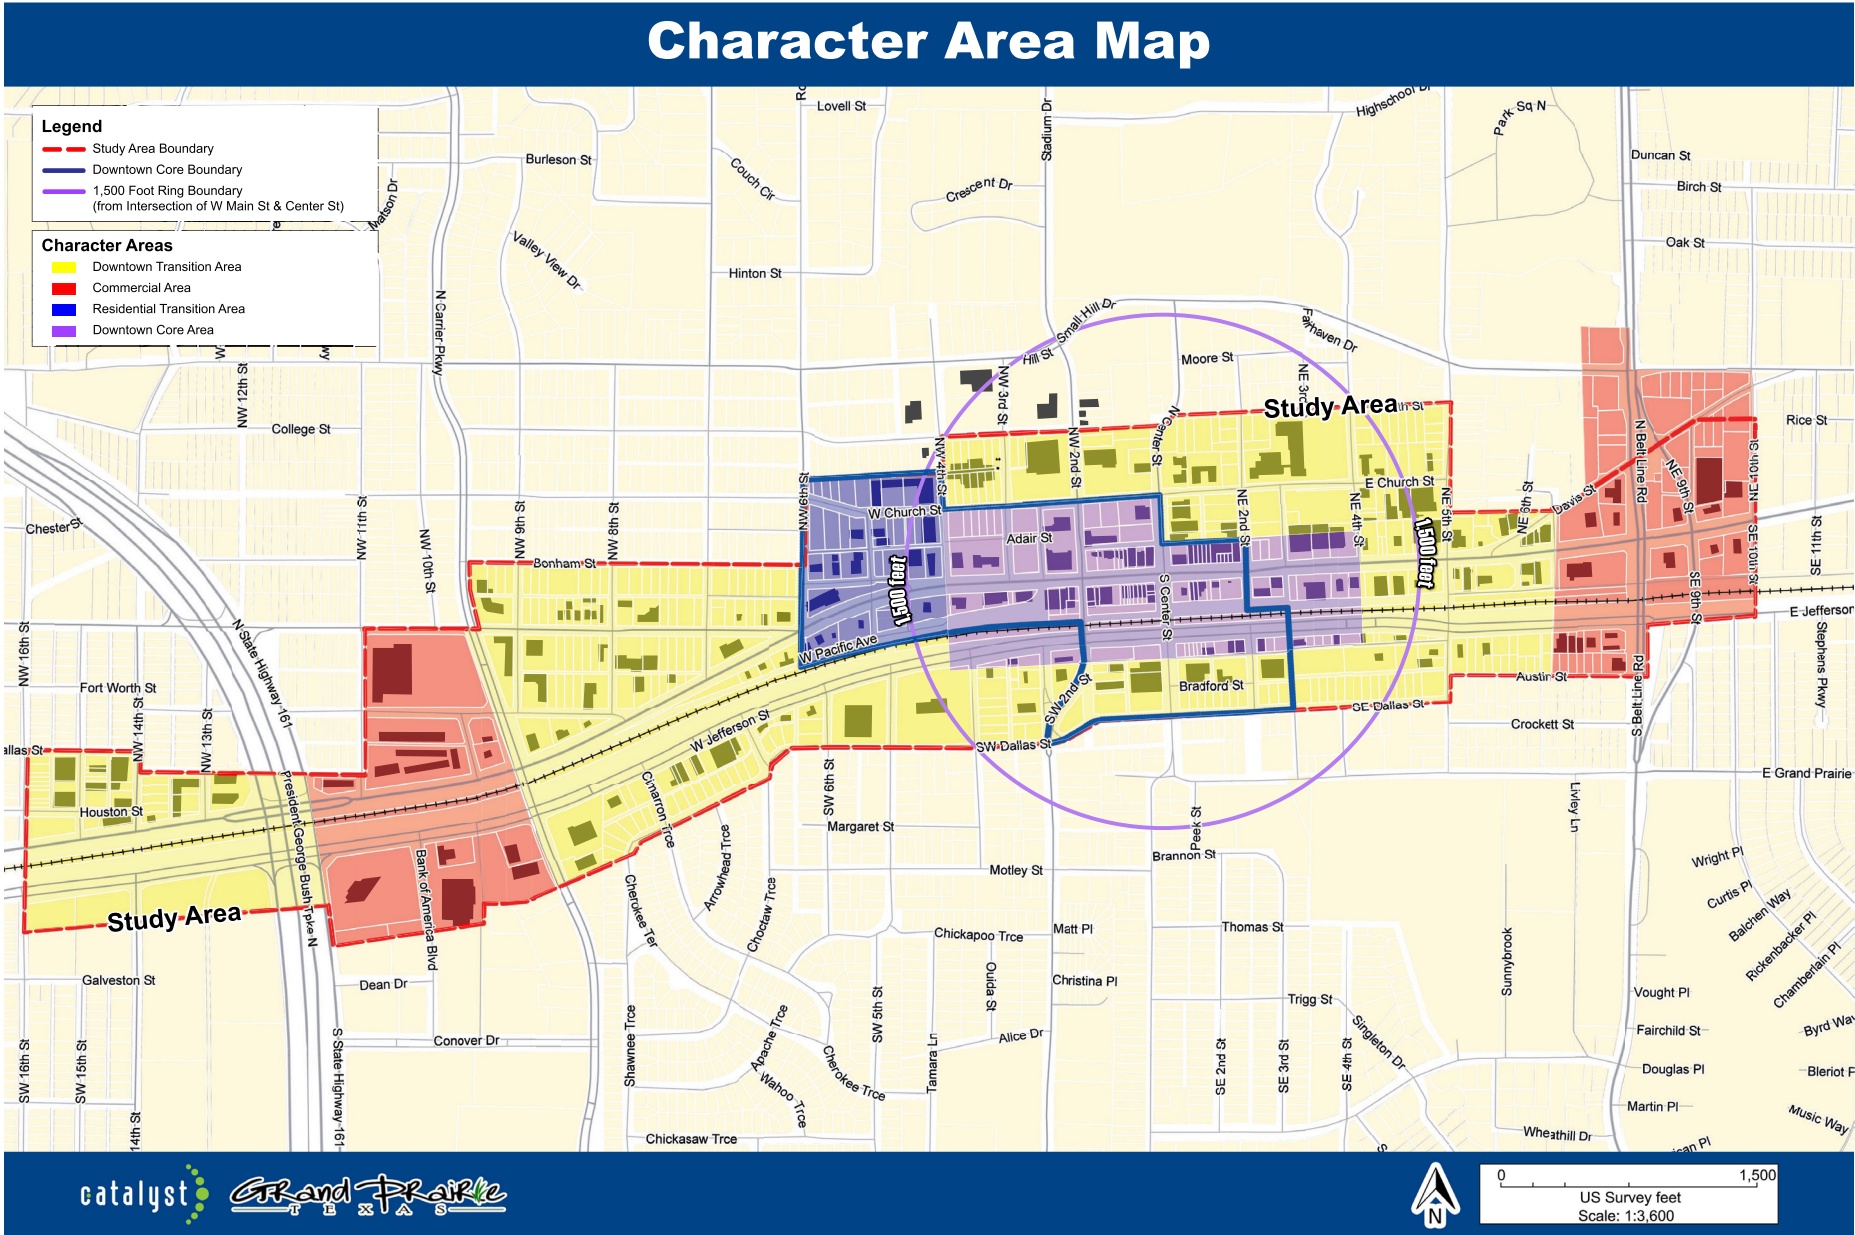 Character Area Map
Legend
Study Area Boundary
Downtown Core Boundary
1,500 Foot Ring Boundary
(from Intersection of W Main St & Center St)
Character Areas
Downtown Transition Area
Commercial Area
Residential Transition Area
Downtown Core Area
Lovell St
Stadium Dr
Highschool Dr
Park Sq N
Burleson St
Couch Cir
Crescent Dr
Duncan St
Birch St
Matson Dr
Valley View Dr
Hinton St
Oak St
N Carrier Pkwy
Small Hill Dr
Hill St
Moore St
Fairhaven Dr
NW 12th St
College St
NW 3rd St
NE 3rd
Study Area
Rice St
N Center St
NW 4th St
NW 2nd St
N Belt Line Rd
NE 9th St
NE 10th St
E Church St
NW 6th St
NW 11th St
NW 9th St
NW 8th St
W Church St
Adair St
NE 2nd St
NE 4th St
NE 5th St
NE 6th St
Davis St
Chester St
NW 10th St
Bonham St
1,500 feet
1,500 feet
SE 10th St
SE 11th St
S Center St
SE 9th St
E Jefferson
NW 16th St
N State Highway 161
W Pacific Ave
Stephens Pkwy
Fort Worth St
NW 14th St
NW 13th St
Bradford St
Austin St
SW 2nd St
SE Dallas St
S Belt Line Rd
Crockett St
W Jefferson St
SW Dallas St
allas St
E Grand Prairie
Houston St
President George Bush Tpke N
Cimarron Trce
SW 6th St
Margaret St
Peek St
Livley Ln
Arrowhead Trce
Brannon St
Wright Pl
Motley St
Bank of America Blvd
Cherokee Ter
Choctaw Trce
Curtis Pl
Balchen Way
Rickenbacker Pl
Chamberlain Pl
Study Area
Chickapoo Trce
Matt Pl
Thomas St
Sunnybrook
Galveston St
Dean Dr
Ouida St
Christina Pl
Trigg St
Vought Pl
SW 5th St
Singleton Dr
Fairchild St
Byrd Way
S State Highway 161
Conover Dr
Shawnee Trce
Apache Trce
Alice Dr
Tamara Ln
SW 16th St
SW 15th St
Cherokee Trce
Wahoo Trce
SE 2nd St
SE 3rd St
SE 4th St
Douglas Pl
Bleriot P
Martin Pl
Music Way
14th St
Chickasaw Trce
Wheathill Dr
ican Pl
catalyst
Grand Prairie
TEXAS
N
0 1,500
US Survey feet
Scale: 1:3,600